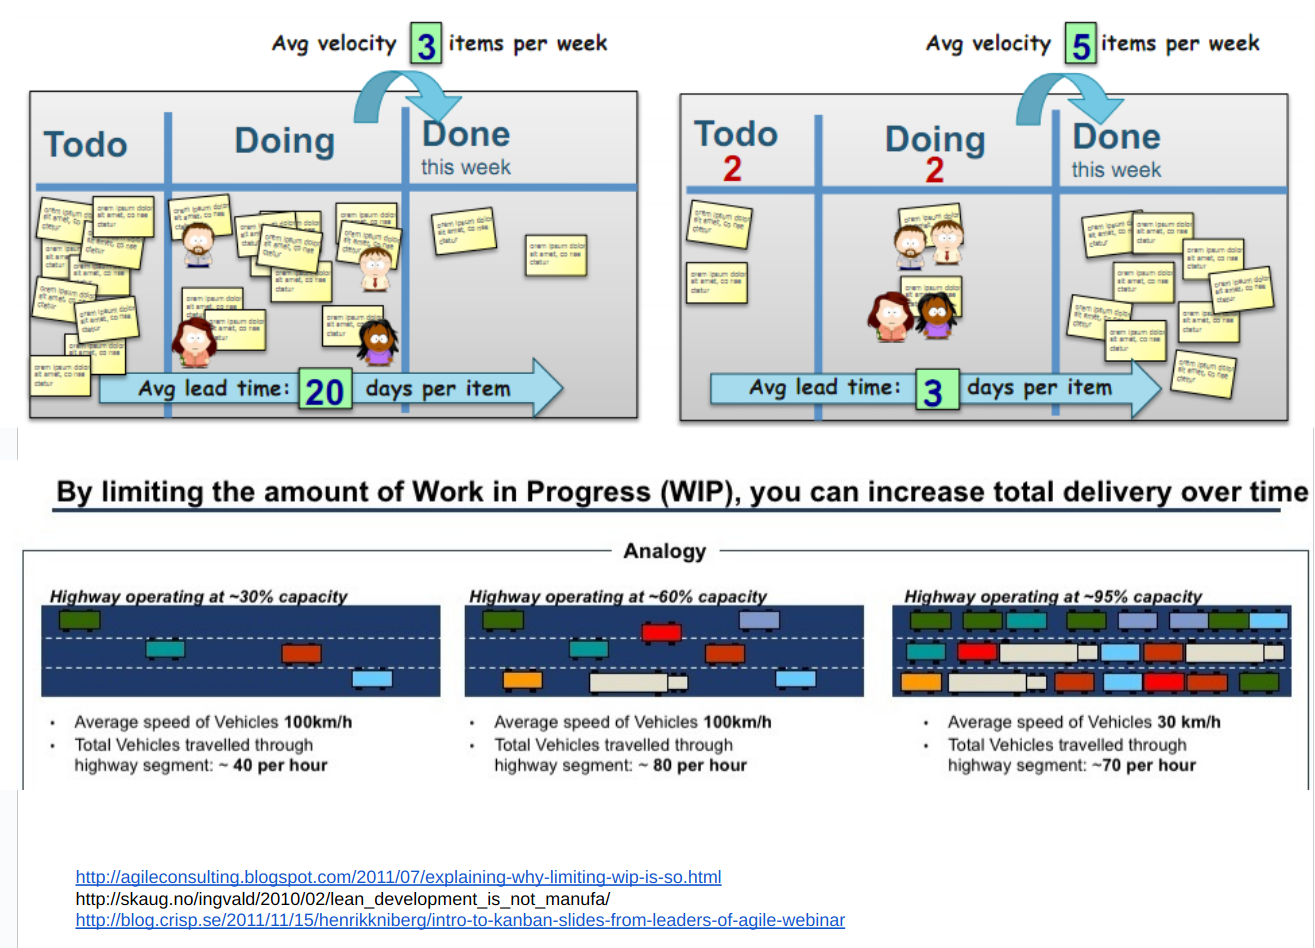 Avg velocity 3 items per week
Todo
Doing
Done
this week
Avg lead time: 20 days per item
Avg velocity 5 items per week
Todo
2
Doing
2
Done
this week
Avg lead time: 3 days per item
By limiting the amount of Work in Progress (WIP), you can increase total delivery over time
Analogy
Highway operating at ~30% capacity
• Average speed of Vehicles 100km/h
• Total Vehicles travelled through
highway segment: ~ 40 per hour
Highway operating at ~60% capacity
• Average speed of Vehicles 100km/h
• Total Vehicles travelled through
highway segment: ~ 80 per hour
Highway operating at ~95% capacity
• Average speed of Vehicles 30 km/h
• Total Vehicles travelled through
highway segment: ~70 per hour
http://agileconsulting.blogspot.com/2011/07/explaining-why-limiting-wip-is-so.html
http://skaug.no/ingvald/2010/02/lean_development_is_not_manufa/
http://blog.crisp.se/2011/11/15/henrikkniberg/intro-to-kanban-slides-from-leaders-of-agile-webinar